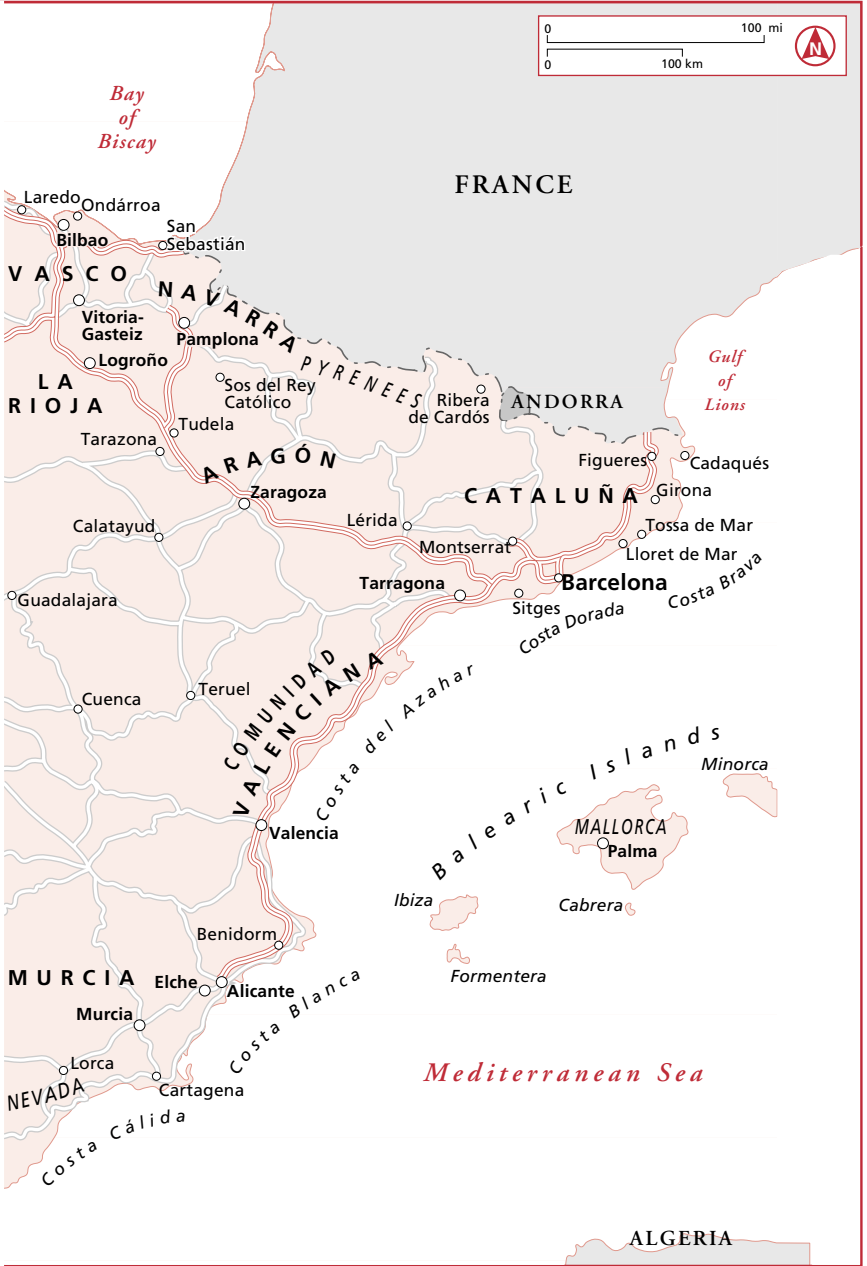 0 100 mi
N
0 100 km
Bay
of
Biscay
FRANCE
Laredo
Ondárroa
San
Sebastián
Bilbao
VASCO
NAVARRA
Vitoria-
Gasteiz
Pamplona
Logroño
PYRENEES
Gulf
of
Lions
LA
RIOJA
Sos del Rey
Católico
Ribera
de Cardós
ANDORRA
Tudela
Tarazona
ARAGÓN
Figueres
Cadaqués
Zaragoza
CATALUÑA
Girona
Calatayud
Lérida
Tossa de Mar
Montserrat
Lloret de Mar
Guadalajara
Tarragona
Barcelona
Costa Brava
Sitges
Costa Dorada
COMUNIDAD
VALENCIANA
Cuenca
Teruel
Costa del Azahar
Balearic Islands
Minorca
Valencia
MALLORCA
Palma
Ibiza
Cabrera
Benidorm
Formentera
MURCIA
Elche
Alicante
Costa Blanca
Murcia
Lorca
Mediterranean Sea
NEVADA
Cartagena
Costa Cálida
ALGERIA